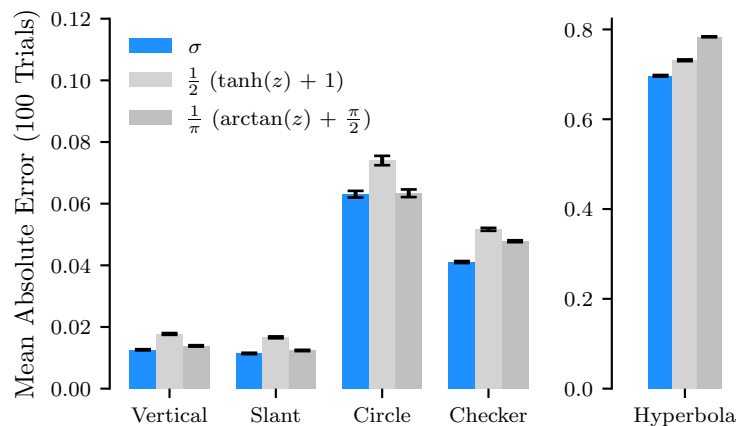 Mean Absolute Error (100 Trials)
0.12
0.10
0.08
0.06
0.04
0.02
0.00
σ
1/2 (tanh(z) + 1)
1/π (arctan(z) + π/2)
Vertical
Slant
Circle
Checker
0.8
0.6
0.4
0.2
0.0
Hyperbola